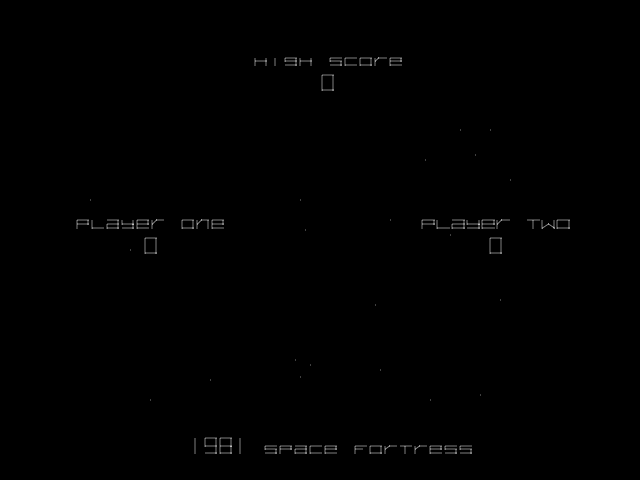 HIGH SCORE
0
PLAYER ONE PLAYER TWO
0 0
1981 SPACE FORTRESS